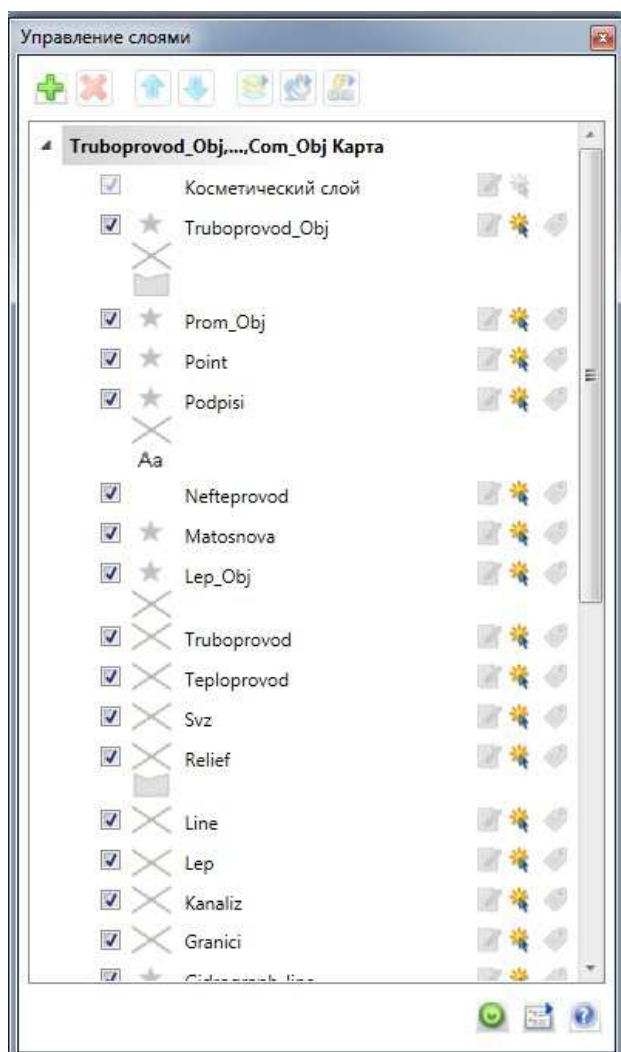 Управление слоями
Truboprovod_Obj,...,Com_Obj Карта
Косметический слой
Truboprovod_Obj
Prom_Obj
Point
Podpisi
Aa
Nefteprovod
Matosnova
Lep_Obj
Truboprovod
Teploprovod
Svz
Relief
Line
Lep
Kanaliz
Granici